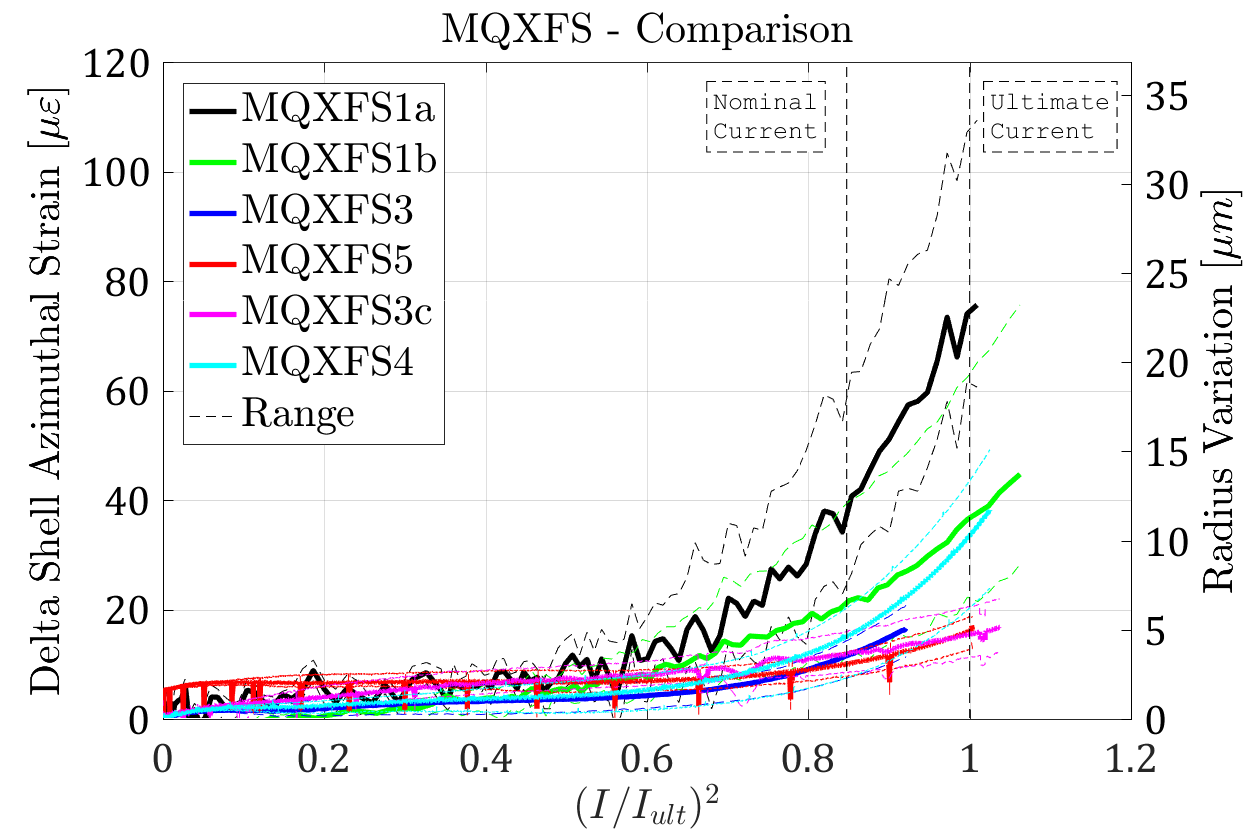 MQXFS - Comparison
Delta Shell Azimuthal Strain [με]
120
100
80
60
40
20
0
MQXFS1a
MQXFS1b
MQXFS3
MQXFS5
MQXFS3c
MQXFS4
Range
Nominal
Current
Ultimate
Current
35
30
25
20
15
10
5
0
Radius Variation [μm]
0 0.2 0.4 0.6 0.8 1 1.2
(I/I_{ult})^2